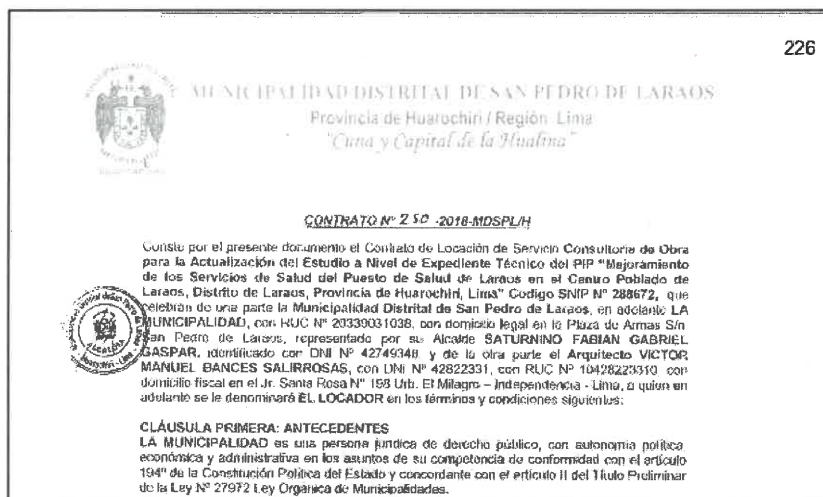 226
MUNICIPALIDAD DISTRITAL DE SAN PEDRO DE LARAOS
Provincia de Huarochiri / Región Lima
"Cuna y Capital de la Hualina"
CONTRATO N° 250 -2018-MDSPL/H
Conste por el presente documento el Contrato de Locación de Servicio Consultoria de Obra
para la Actualización del Estudio a Nivel de Expediente Técnico del PIP "Mejoramiento
de los Servicios de Salud del Puesto de Salud de Laraos en el Centro Poblado de
Laraos, Distrito de Laraos, Provincia de Huarochiri, Lima" Codigo SNIP N° 288672, que
celebran de una parte la Municipalidad Distrital de San Pedro de Laraos, en adelante LA
MUNICIPALIDAD, con RUC N° 20339031038, con domicilio legal en la Plaza de Armas S/n
San Pedro de Laraos, representado por su Alcalde SATURNINO FABIAN GABRIEL
GASPAR, identificado con DNI N° 42749348 y de la otra parte el Arquitecto VICTOR
MANUEL BANCES SALIRROSAS, con DNI N° 42822331, con RUC N° 10428223310, con
domicilio fiscal en el Jr. Santa Rosa N° 198 Urb. El Milagro – Independencia - Lima, a quien en
adelante se le denominará EL LOCADOR en los términos y condiciones siguientes:
CLÁUSULA PRIMERA: ANTECEDENTES
LA MUNICIPALIDAD es una persona jurídica de derecho público, con autonomía política
económica y administrativa en los asuntos de su competencia de conformidad con el artículo
194° de la Constitución Política del Estado y concordante con el artículo II del Título Preliminar
de la Ley N° 27972 Ley Orgánica de Municipalidades.
ALCALDIA